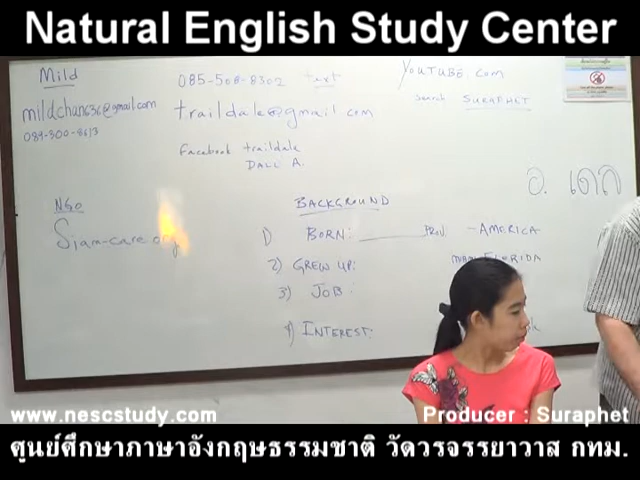 Natural English Study Center
Mild
085-508-8302 text
YOUTUBE.com
mildchan636@gmail.com
traildale@gmail.com
Search SURAPHET
089-300-8613
Facebook traildale
DALE A.
อ. เดล
NGO
BACKGROUND
Siam-care.org
1) BORN: PROV. -AMERICA
2) GREW UP: FLORIDA
3) JOB:
4) INTEREST:
www.nescstudy.com
Producer : Suraphet
ศูนย์ศึกษาภาษาอังกฤษธรรมชาติ วัดวรจรรยาวาส กทม.